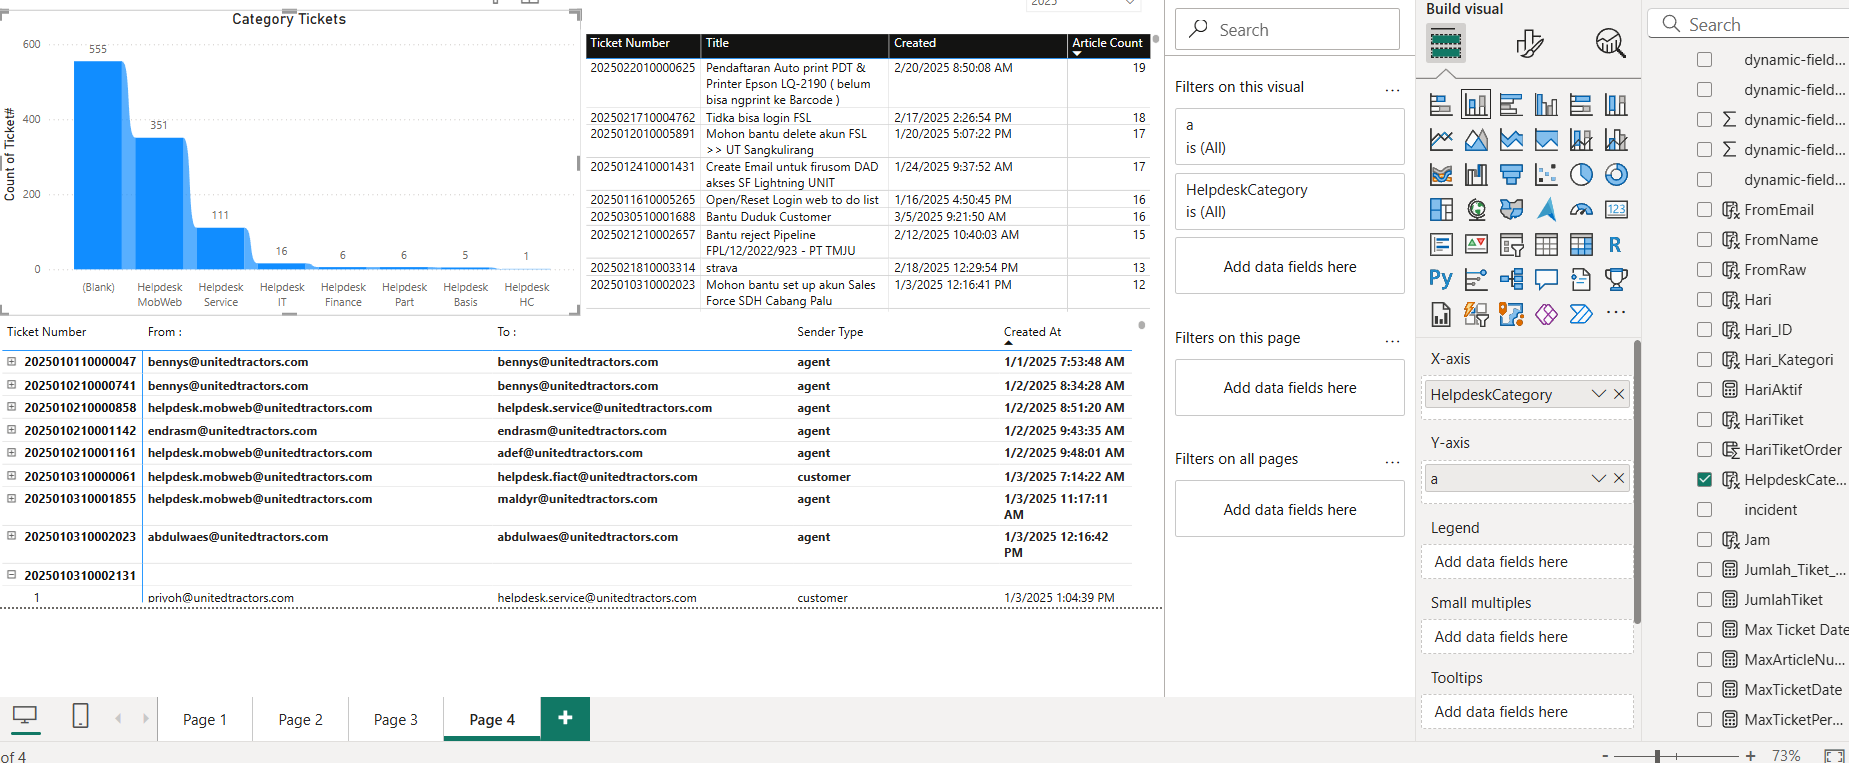 Category Tickets
600
400
200
0
Count of Ticket#
555
351
111
16
6
6
5
1
(Blank)
Helpdesk MobWeb
Helpdesk Service
Helpdesk IT
Helpdesk Finance
Helpdesk Part
Helpdesk Basis
Helpdesk HC
2025
Ticket Number Title Created Article Count
2025022010000625 Pendaftaran Auto print PDT & 2/20/2025 8:50:08 AM 19
Printer Epson LQ-2190 ( belum
bisa ngprint ke Barcode )
2025021710004762 Tidka bisa login FSL 2/17/2025 2:26:54 PM 18
2025012010005891 Mohon bantu delete akun FSL 1/20/2025 5:07:22 PM 17
>> UT Sangkulirang
2025012410001431 Create Email untuk firusom DAD 1/24/2025 9:37:52 AM 17
akses SF Lightning UNIT
2025011610005265 Open/Reset Login web to do list 1/16/2025 4:50:45 PM 16
2025030510001688 Bantu Duduk Customer 3/5/2025 9:21:50 AM 16
2025021210002657 Bantu reject Pipeline 2/12/2025 10:40:03 AM 15
FPL/12/2022/923 - PT TMJU
2025021810003314 strava 2/18/2025 12:29:54 PM 13
2025010310002023 Mohon bantu set up akun Sales 1/3/2025 12:16:41 PM 12
Force SDH Cabang Palu
Ticket Number From : To : Sender Type Created At
2025010110000047 bennys@unitedtractors.com bennys@unitedtractors.com agent 1/1/2025 7:53:48 AM
2025010210000741 bennys@unitedtractors.com bennys@unitedtractors.com agent 1/2/2025 8:34:28 AM
2025010210000858 helpdesk.mobweb@unitedtractors.com helpdesk.service@unitedtractors.com agent 1/2/2025 8:51:20 AM
2025010210001142 endrasm@unitedtractors.com endrasm@unitedtractors.com agent 1/2/2025 9:43:35 AM
2025010210001161 helpdesk.mobweb@unitedtractors.com adef@unitedtractors.com agent 1/2/2025 9:48:01 AM
2025010310000061 helpdesk.mobweb@unitedtractors.com helpdesk.fiact@unitedtractors.com customer 1/3/2025 7:14:22 AM
2025010310001855 helpdesk.mobweb@unitedtractors.com maldyr@unitedtractors.com agent 1/3/2025 11:17:11
AM
2025010310002023 abdulwaes@unitedtractors.com abdulwaes@unitedtractors.com agent 1/3/2025 12:16:42
PM
2025010310002131
1 priyoh@unitedtractors.com helpdesk.service@unitedtractors.com customer 1/3/2025 1:04:39 PM
Page 1
Page 2
Page 3
Page 4
+
of 4
Search
Filters on this visual ...
a
is (All)
HelpdeskCategory
is (All)
Add data fields here
Filters on this page ...
Add data fields here
Filters on all pages ...
Add data fields here
Build visual
123
R
Py
...
X-axis
HelpdeskCategory
Y-axis
a
Legend
Add data fields here
Small multiples
Add data fields here
Tooltips
Add data fields here
Search
dynamic-field...
dynamic-field...
dynamic-field...
dynamic-field...
dynamic-field...
FromEmail
FromName
FromRaw
Hari
Hari_ID
Hari_Kategori
HariAktif
HariTiket
HariTiketOrder
HelpdeskCate...
incident
Jam
Jumlah_Tiket_...
JumlahTiket
Max Ticket Date
MaxArticleNu...
MaxTicketDate
MaxTicketPer...
- + 73%